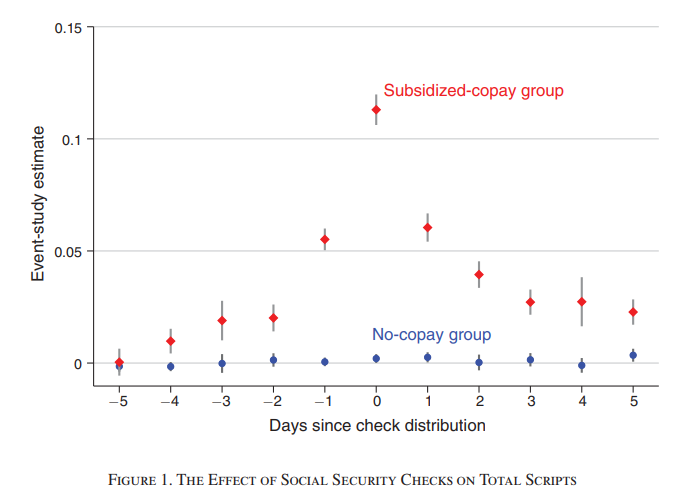 0.15
Subsidized-copay group
0.1
Event-study estimate
0.05
No-copay group
0
−5 −4 −3 −2 −1 0 1 2 3 4 5
Days since check distribution
FIGURE 1. THE EFFECT OF SOCIAL SECURITY CHECKS ON TOTAL SCRIPTS